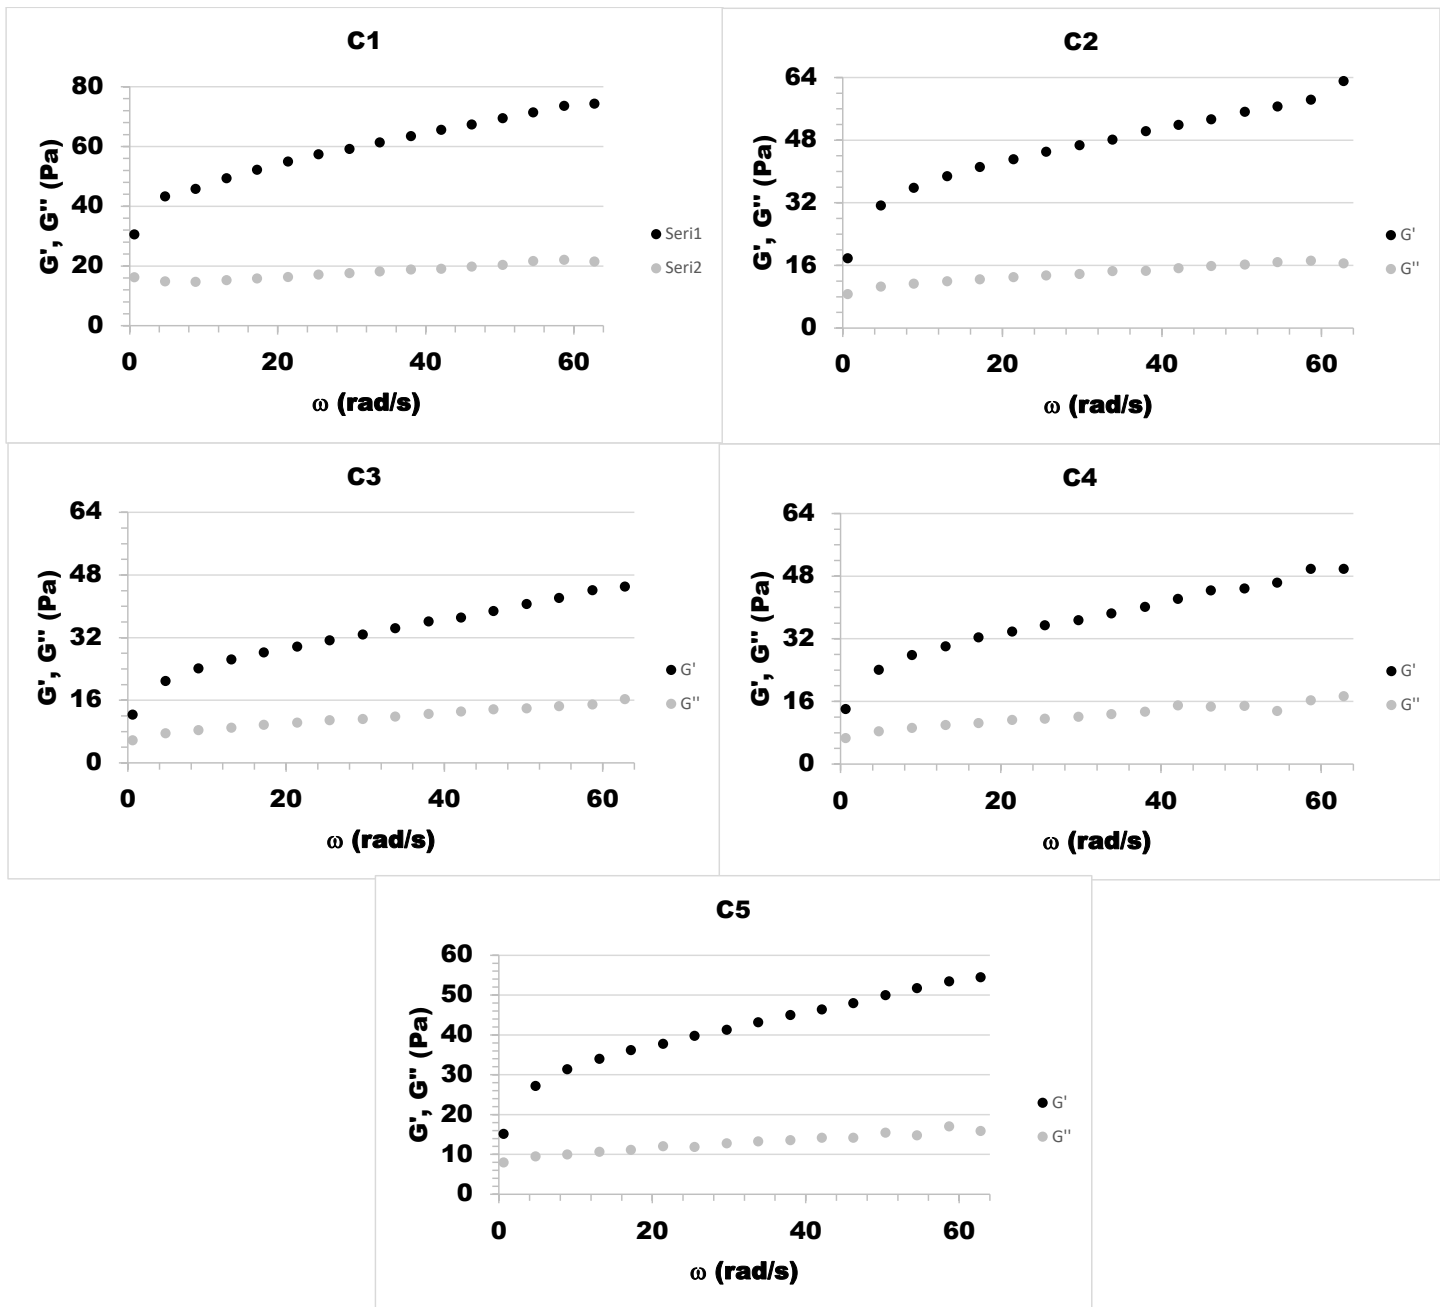 C1
80
60
40
20
0
G', G" (Pa)
0 20 40 60
ω (rad/s)
Seri1
Seri2
C2
64
48
32
16
0
G', G" (Pa)
0 20 40 60
ω (rad/s)
G'
G''
C3
64
48
32
16
0
G', G" (Pa)
0 20 40 60
ω (rad/s)
G'
G''
C4
64
48
32
16
0
G', G" (Pa)
0 20 40 60
ω (rad/s)
G'
G''
C5
60
50
40
30
20
10
0
G', G" (Pa)
0 20 40 60
ω (rad/s)
G'
G''